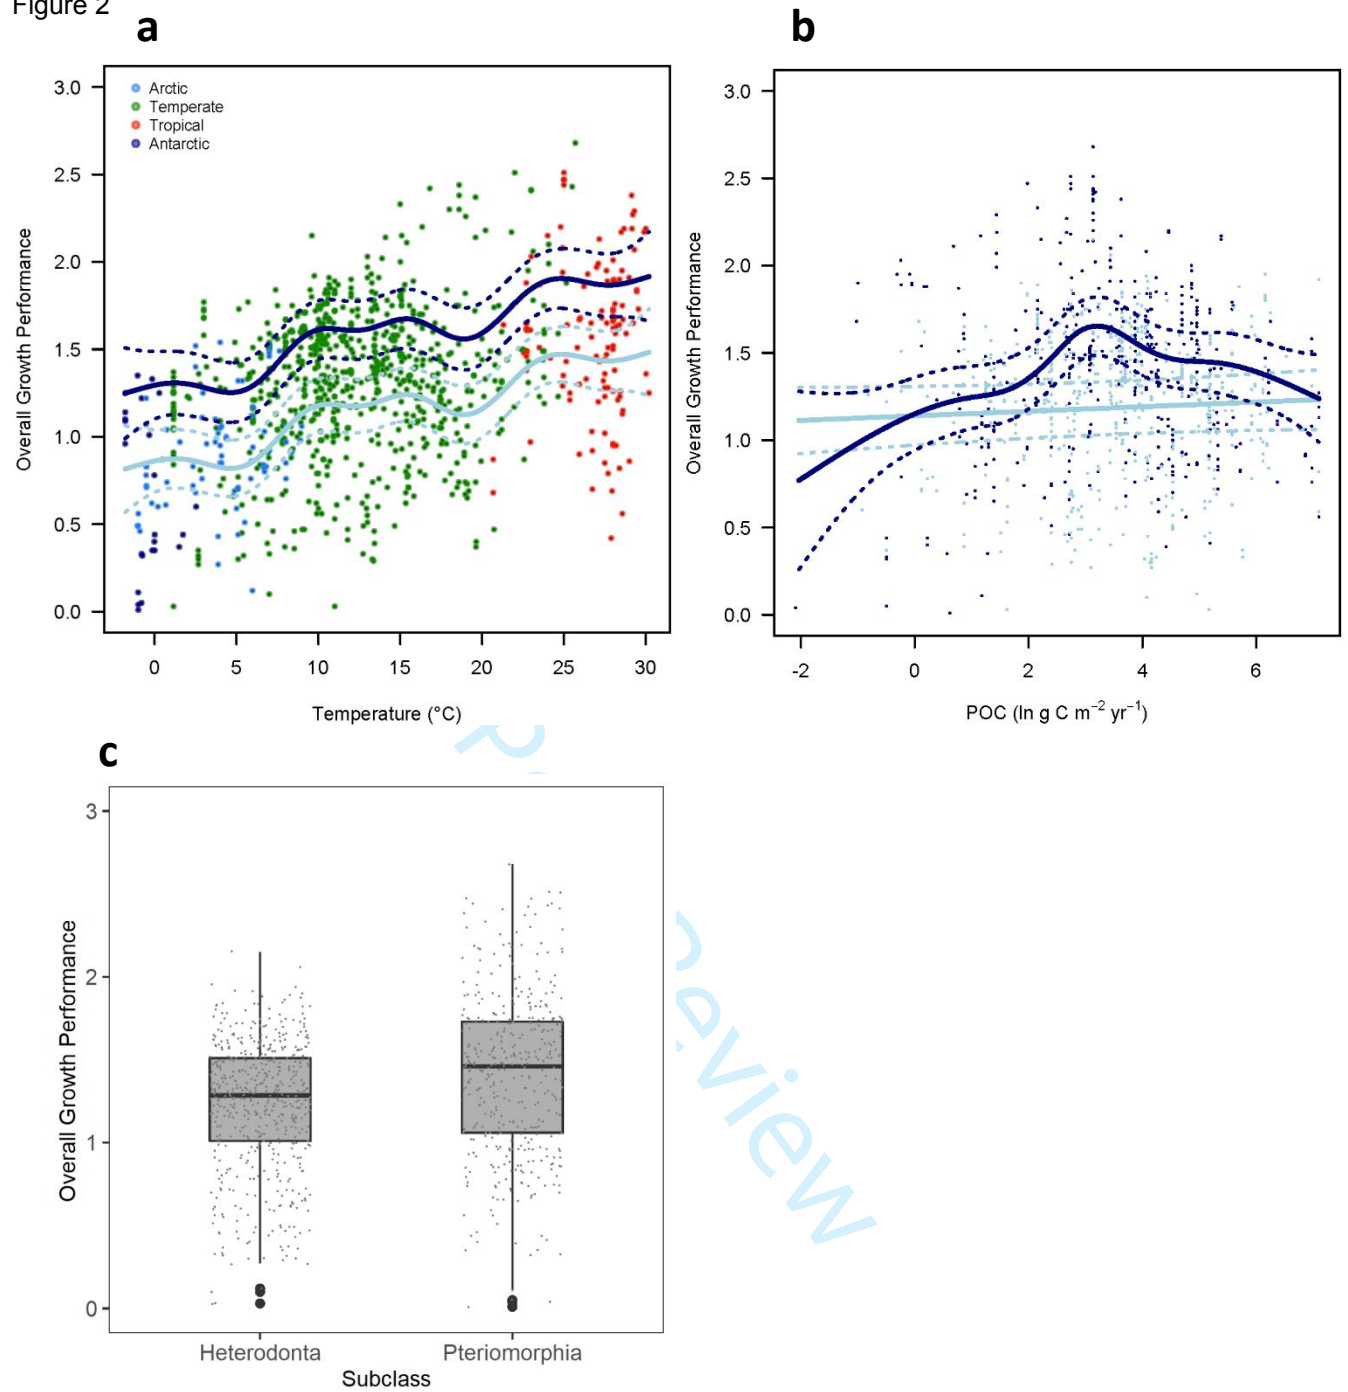 Figure 2
a
3.0
2.5
2.0
1.5
1.0
0.5
0.0
Overall Growth Performance
Arctic
Temperate
Tropical
Antarctic
0 5 10 15 20 25 30
Temperature (°C)
b
3.0
2.5
2.0
1.5
1.0
0.5
0.0
Overall Growth Performance
-2 0 2 4 6
POC (ln g C m⁻² yr⁻¹)
c
3
2
1
0
Overall Growth Performance
Heterodonta Pteriomorphia
Subclass